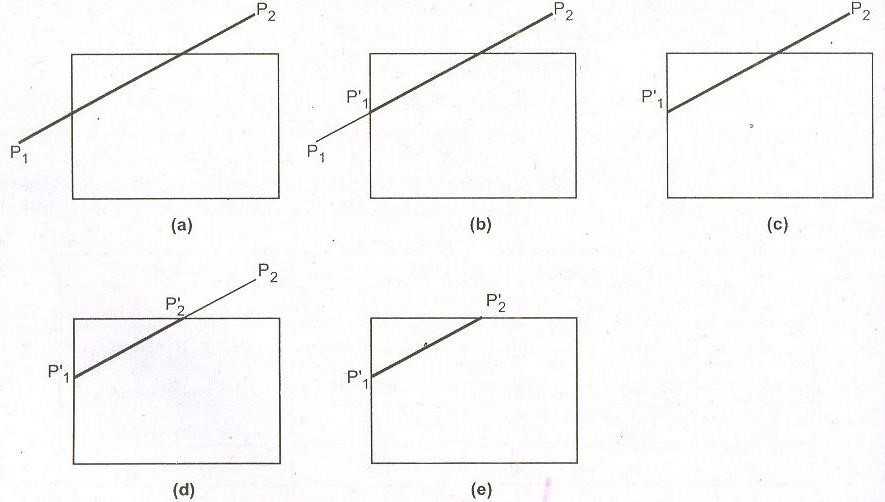 P2 P2 P2
P'1 P'1
P1 P1
(a) (b) (c)
P2
P'2 P'2
P'1 P'1
(d) (e)